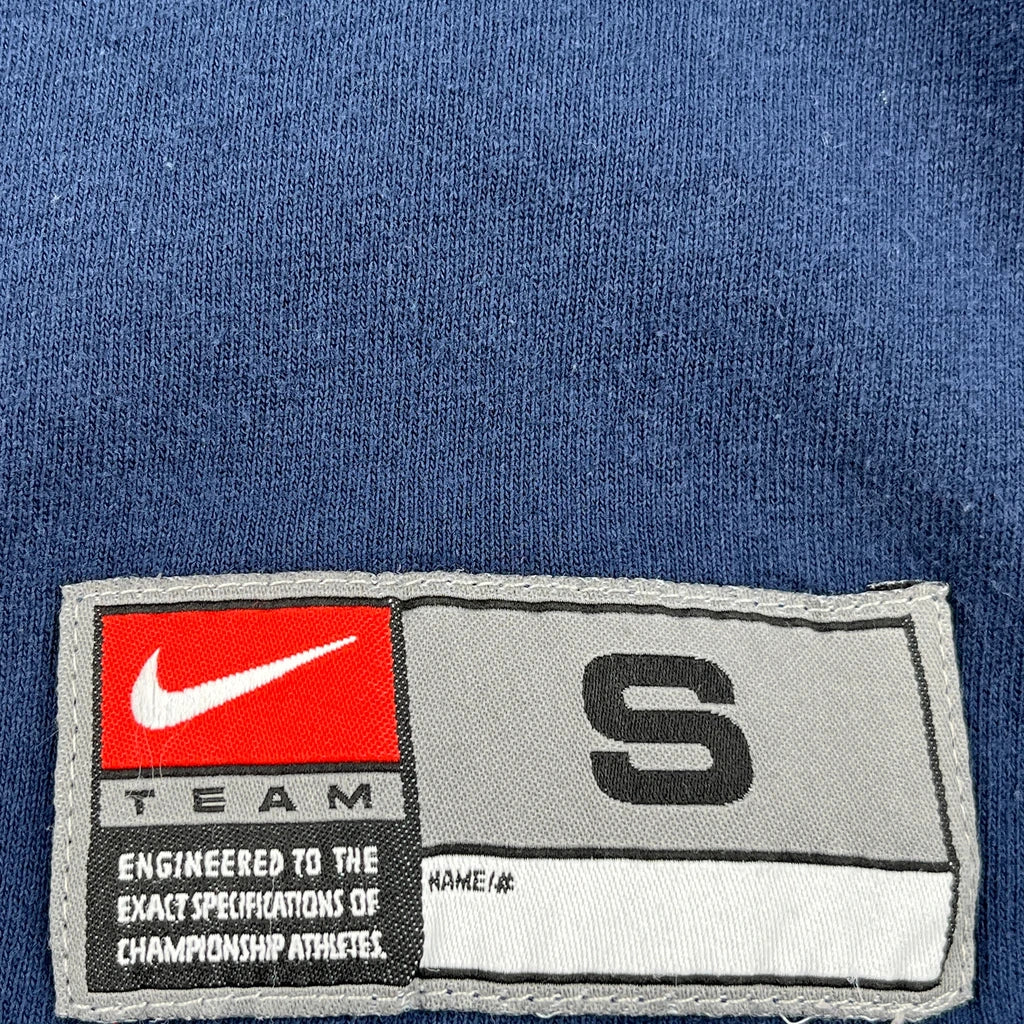 TEAM
ENGINEERED TO THE
EXACT SPECIFICATIONS OF
CHAMPIONSHIP ATHLETES.
S
NAME/#